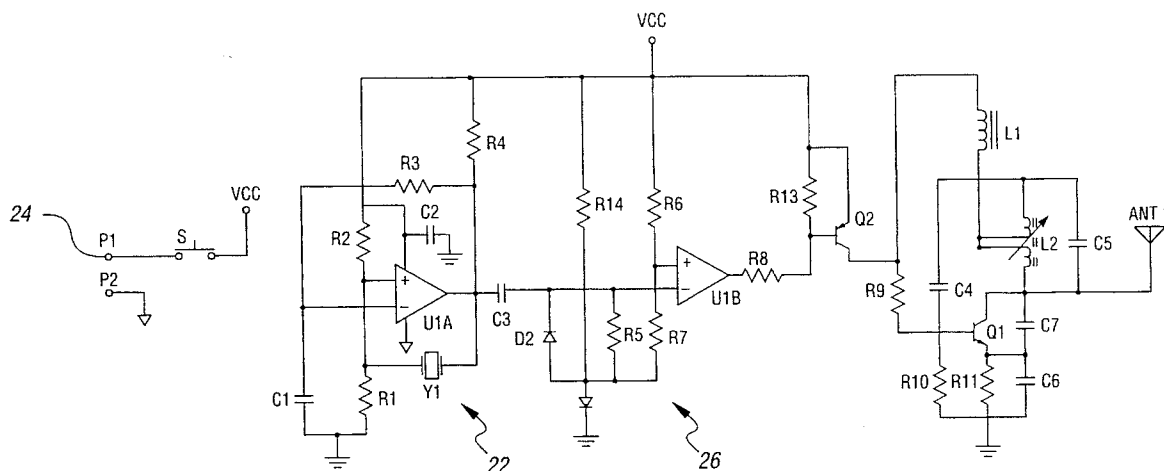 VCC
R4
R3
L1
24
VCC
C2
R14
R6
R13
Q2
ANT
P1
S
R2
L2
C5
P2
R8
+
−
U1A
+
−
U1B
C3
R9
C4
Q1
C7
D2
R5
R7
C1
R1
Y1
R10
R11
C6
22
26